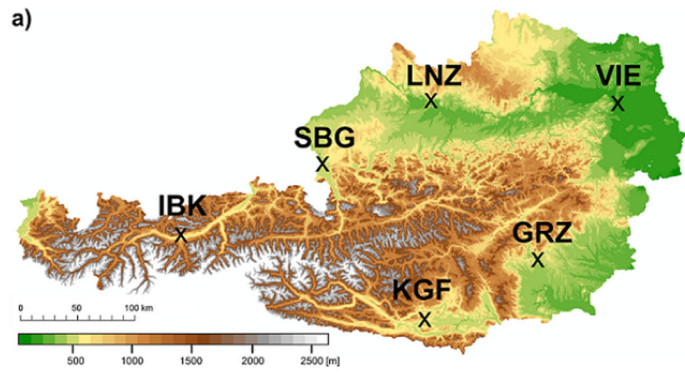 a)
LNZ
VIE
X
X
SBG
X
IBK
X
GRZ
X
KGF
X
0 50 100 km
500 1000 1500 2000 2500 [m]